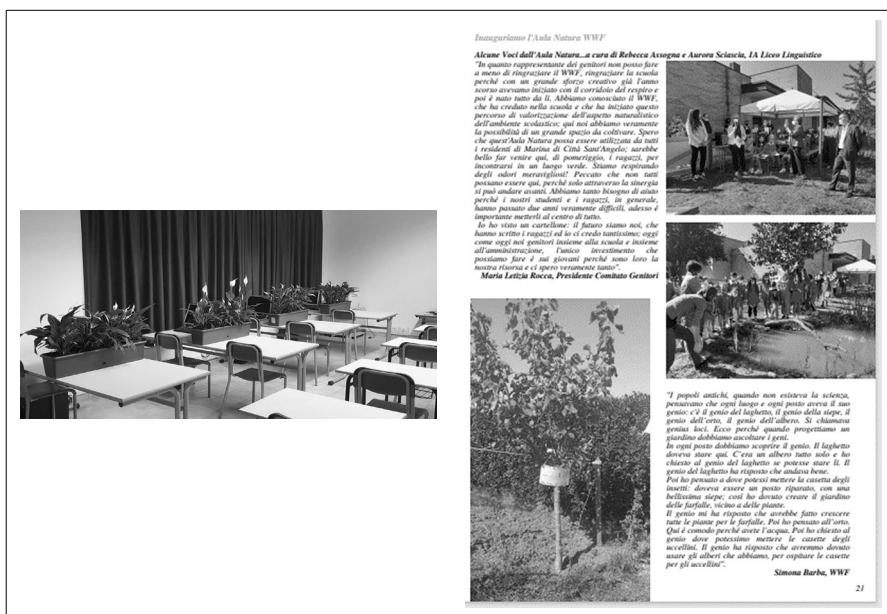 Inauguriamo l'Aula Natura WWF
Alcune Voci dall'Aula Natura...a cura di Rebecca Assogna e Aurora Sciascia, 1A Liceo Linguistico
"In quanto rappresentante dei genitori non posso fare
a meno di ringraziare il WWF, ringraziare la scuola
perché con un grande sforzo creativo già l'anno
scorso avevamo iniziato con il corridoio del respiro e
poi è nato tutto da lì. Abbiamo conosciuto il WWF,
che ha creduto nella scuola e che ha iniziato questo
percorso di valorizzazione dell'aspetto naturalistico
dell'ambiente scolastico; qui noi abbiamo veramente
la possibilità di un grande spazio da coltivare. Spero
che quest'Aula Natura possa essere utilizzata da tutti
i residenti di Marina di Città Sant'Angelo; sarebbe
bello far venire qui, di pomeriggio, i ragazzi, per
incontrarsi in un luogo verde. Stiamo respirando
degli odori meravigliosi! Peccato che non tutti
possano essere qui, perché solo attraverso la sinergia
si può andare avanti. Abbiamo tanto bisogno di aiuto
perché i nostri studenti e i ragazzi, in generale,
hanno passato due anni veramente difficili, adesso è
importante metterli al centro di tutto.
Io ho visto un cartellone: il futuro siamo noi, che
hanno scritto i ragazzi ed io ci credo tantissimo; oggi
come oggi noi genitori insieme alla scuola e insieme
all'amministrazione, l'unico investimento che
possiamo fare è sui giovani perché sono loro la
nostra risorsa e ci spero veramente tanto".
Maria Letizia Rocca, Presidente Comitato Genitori
"I popoli antichi, quando non esisteva la scienza,
pensavano che ogni luogo e ogni posto aveva il suo
genio: c'è il genio del laghetto, il genio della siepe, il
genio dell'orto, il genio dell'albero. Si chiamava
genius loci. Ecco perché quando progettiamo un
giardino dobbiamo ascoltare i geni.
In ogni posto dobbiamo scoprire il genio. Il laghetto
doveva stare qui. C'era un albero tutto solo e ho
chiesto al genio del laghetto se potesse stare lì. Il
genio del laghetto ha risposto che andava bene.
Poi ho pensato a dove potessi mettere la casetta degli
insetti: doveva essere un posto riparato, con una
bellissima siepe; così ho dovuto creare il giardino
delle farfalle, vicino a delle piante.
Il genio mi ha risposto che avrebbe fatto crescere
tutte le piante per le farfalle. Poi ho pensato all'orto.
Qui è comodo perché avete l'acqua. Poi ho chiesto al
genio dove potessimo mettere le casette degli
uccellini. Il genio ha risposto che avremmo dovuto
usare gli alberi che abbiamo, per ospitare le casette
per gli uccellini".
Simona Barba, WWF
21